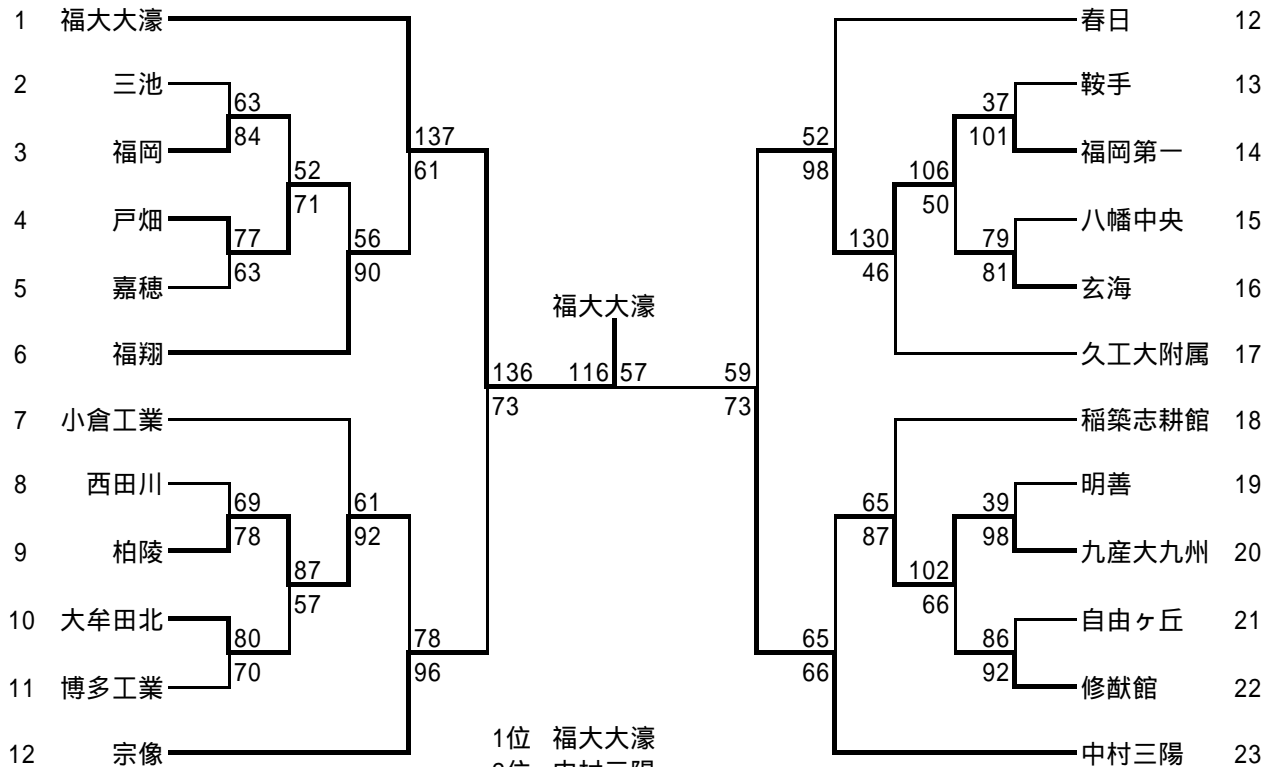 1 福大大濠
2 三池
63
84
3 福岡
52
71
4 戸畑
77
63
5 嘉穂
56
90
6 福翔
137
61
7 小倉工業
8 西田川
69
78
9 柏陵
87
57
10 大牟田北
80
70
11 博多工業
61
92
12 宗像
78
96
136
73
福大大濠
116 57
59
73
春日 12
鞍手 13
37
101
福岡第一 14
106
50
八幡中央 15
79
81
玄海 16
130
46
久工大附属 17
52
98
稲築志耕館 18
明善 19
39
98
九産大九州 20
102
66
自由ヶ丘 21
86
92
修猷館 22
65
87
中村三陽 23
65
66
1位 福大大濠
中村三陽